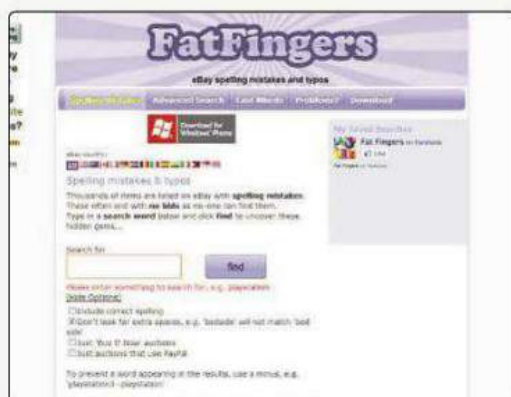 FatFingers
eBay spelling mistakes and typos
Spelling Mistakes Advanced Search Last Minute Problems? Download
Download for
Windows Phone
My Saved Searches
Fat Fingers on Facebook
Like
eBay country:
Spelling mistakes & typos
Thousands of items are listed on eBay with spelling mistakes.
These often end with no bids as no-one can find them.
Type in a search word below and click find to uncover these
hidden gems...
Search for
find
Please enter something to search for, e.g. playstation
[Hide Options]
Include correct spelling
Don't look for extra spaces, e.g. 'bedside' will not match 'bed
side'
Just 'Buy It Now' auctions
Just auctions that use PayPal
To prevent a word appearing in the results, use a minus, e.g.
'playstation3 -playstation'